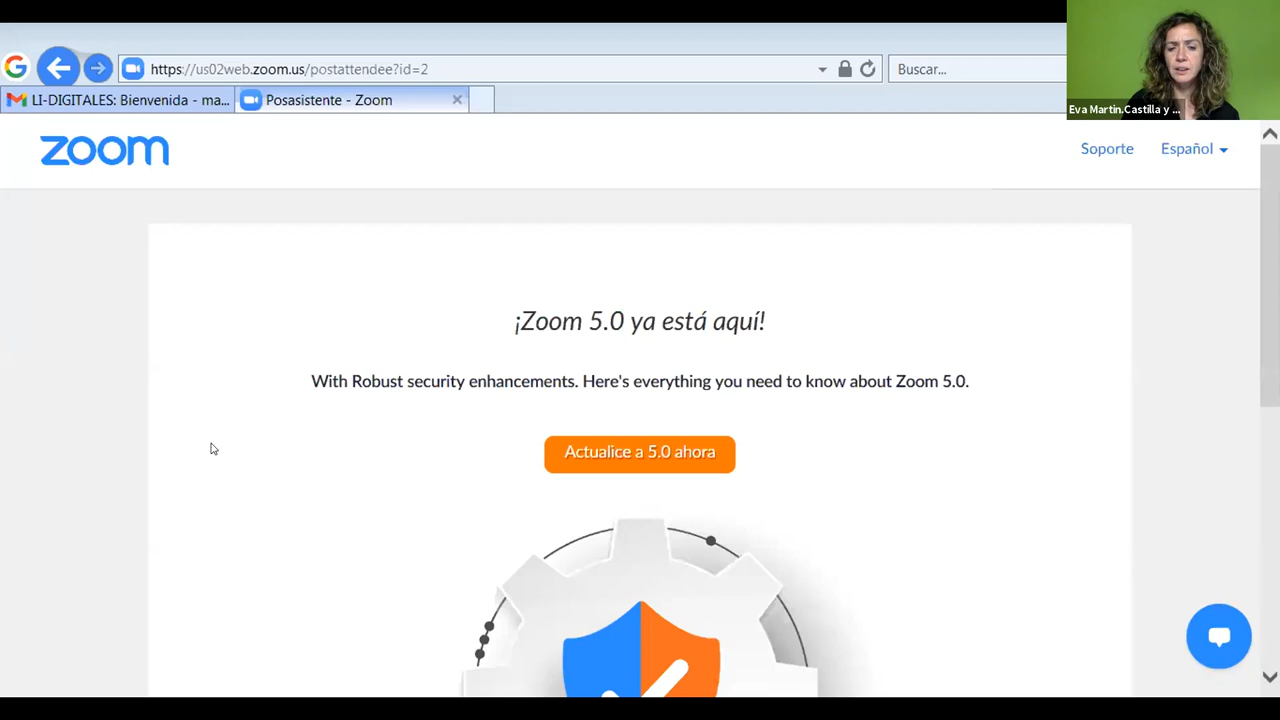 https://us02web.zoom.us/postattendee?id=2
Buscar...
LI-DIGITALES: Bienvenida - ma...
Posasistente - Zoom
Eva Martin.Castilla y ...
zoom
Soporte
Español
¡Zoom 5.0 ya está aquí!
With Robust security enhancements. Here's everything you need to know about Zoom 5.0.
Actualice a 5.0 ahora